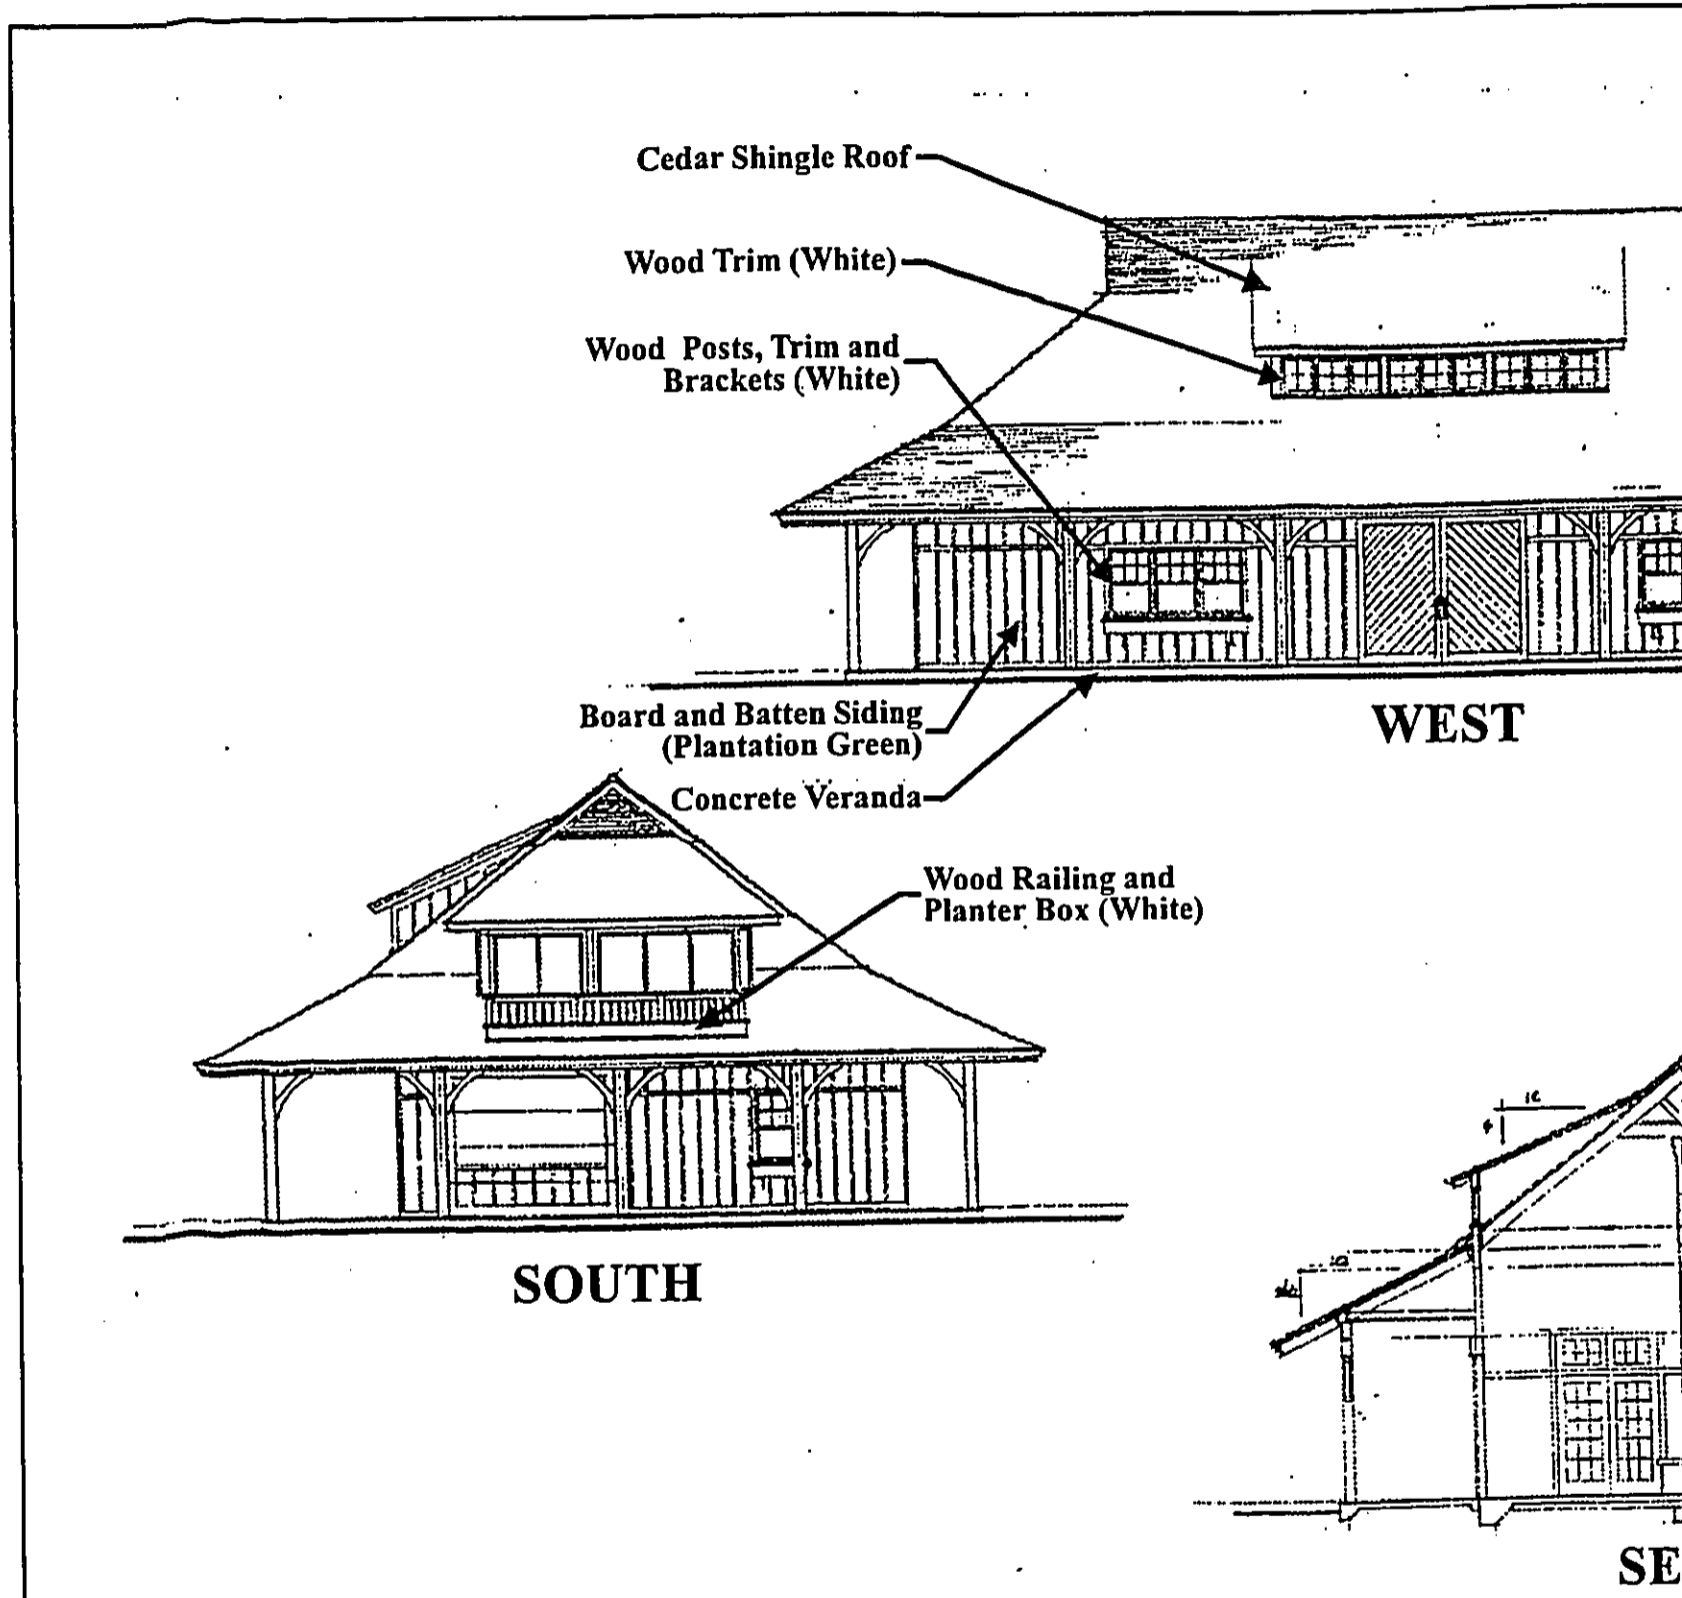 Cedar Shingle Roof
Wood Trim (White)
Wood Posts, Trim and
Brackets (White)
Board and Batten Siding
(Plantation Green)
WEST
Concrete Veranda
Wood Railing and
Planter Box (White)
SOUTH
SE